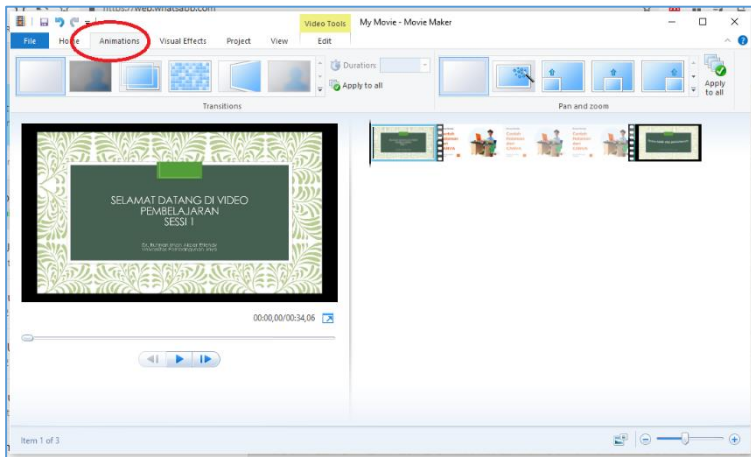 https://web.whatsapp.com
Video Tools
My Movie - Movie Maker
File
Home
Animations
Visual Effects
Project
View
Edit
Duration:
Apply to all
Apply to all
Transitions
Pan and zoom
SELAMAT DATANG DI VIDEO
PEMBELAJARAN
SESSI 1
00:00,00/00:34,06
Item 1 of 3